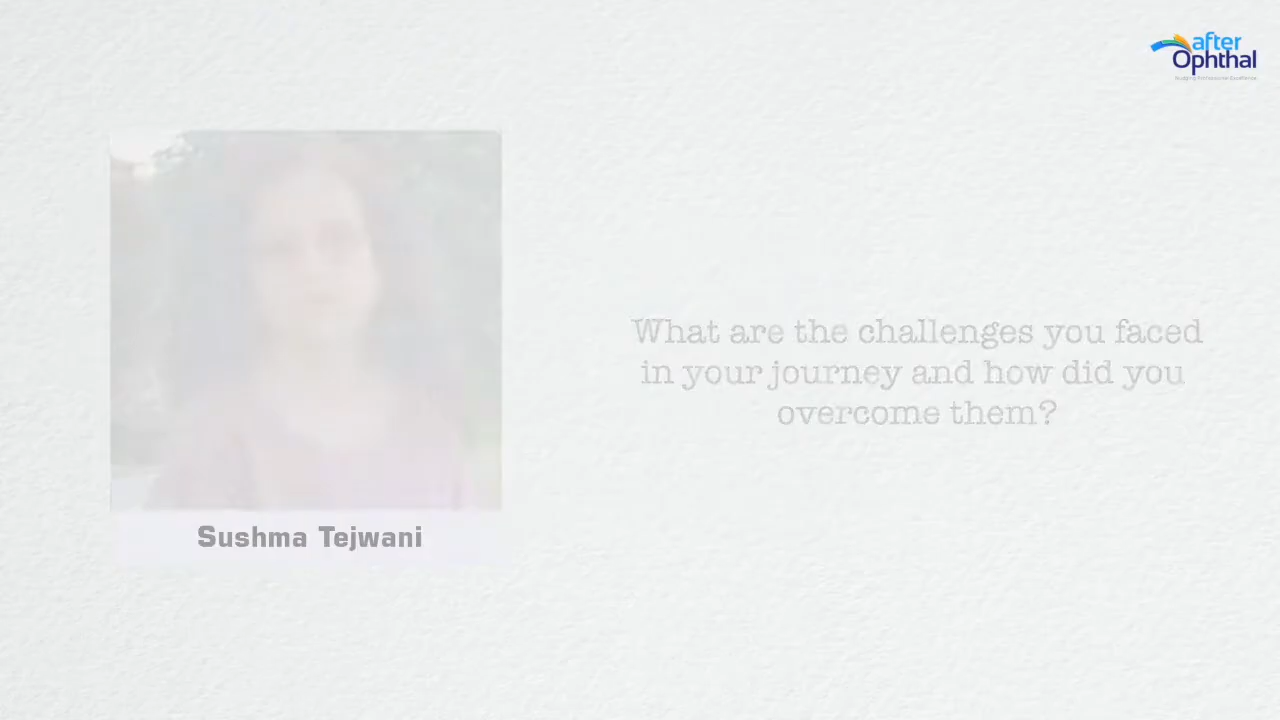 after
Ophthal
Sushma Tejwani
What are the challenges you faced
in your journey and how did you
overcome them?